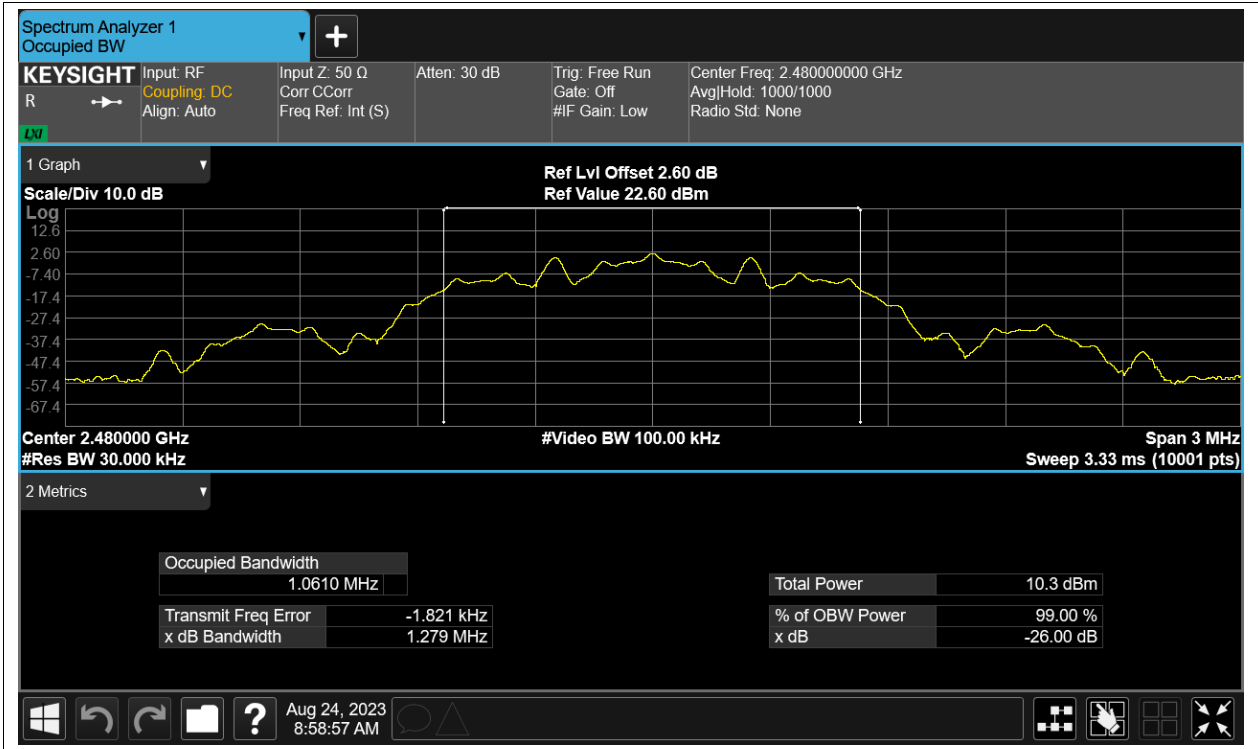 Spectrum Analyzer 1
Occupied BW
KEYSIGHT
R
LXI
Input: RF
Coupling: DC
Align: Auto
Input Z: 50 Ω
Corr CCorr
Freq Ref: Int (S)
Atten: 30 dB
Trig: Free Run
Gate: Off
#IF Gain: Low
Center Freq: 2.480000000 GHz
Avg|Hold: 1000/1000
Radio Std: None
1 Graph
Scale/Div 10.0 dB
Ref Lvl Offset 2.60 dB
Ref Value 22.60 dBm
Log
12.6
2.60
-7.40
-17.4
-27.4
-37.4
-47.4
-57.4
-67.4
Center 2.480000 GHz
#Res BW 30.000 kHz
#Video BW 100.00 kHz
Span 3 MHz
Sweep 3.33 ms (10001 pts)
2 Metrics
Occupied Bandwidth
1.0610 MHz
Transmit Freq Error -1.821 kHz
x dB Bandwidth 1.279 MHz
Total Power 10.3 dBm
% of OBW Power 99.00 %
x dB -26.00 dB
?
Aug 24, 2023
8:58:57 AM